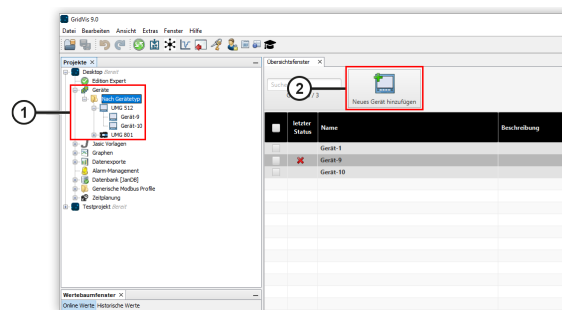 GridVis 9.0
Datei Bearbeiten Ansicht Extras Fenster Hilfe
Projekte
Desktop Bereit
Edition Expert
Geräte
Nach Gerätetyp
UMG 512
Gerät-9
Gerät-10
UMG 801
Jasic Vorlagen
Graphen
Datenexporte
Alarm-Management
Datenbank [JanDB]
Generische Modbus Profile
Zeitplanung
Testprojekt Bereit
1
Wertebaumfenster
Online Werte Historische Werte
Übersichtsfenster
Suche
/ 3
2
Neues Gerät hinzufügen
letzter Status
Name
Beschreibung
Gerät-1
Gerät-9
Gerät-10